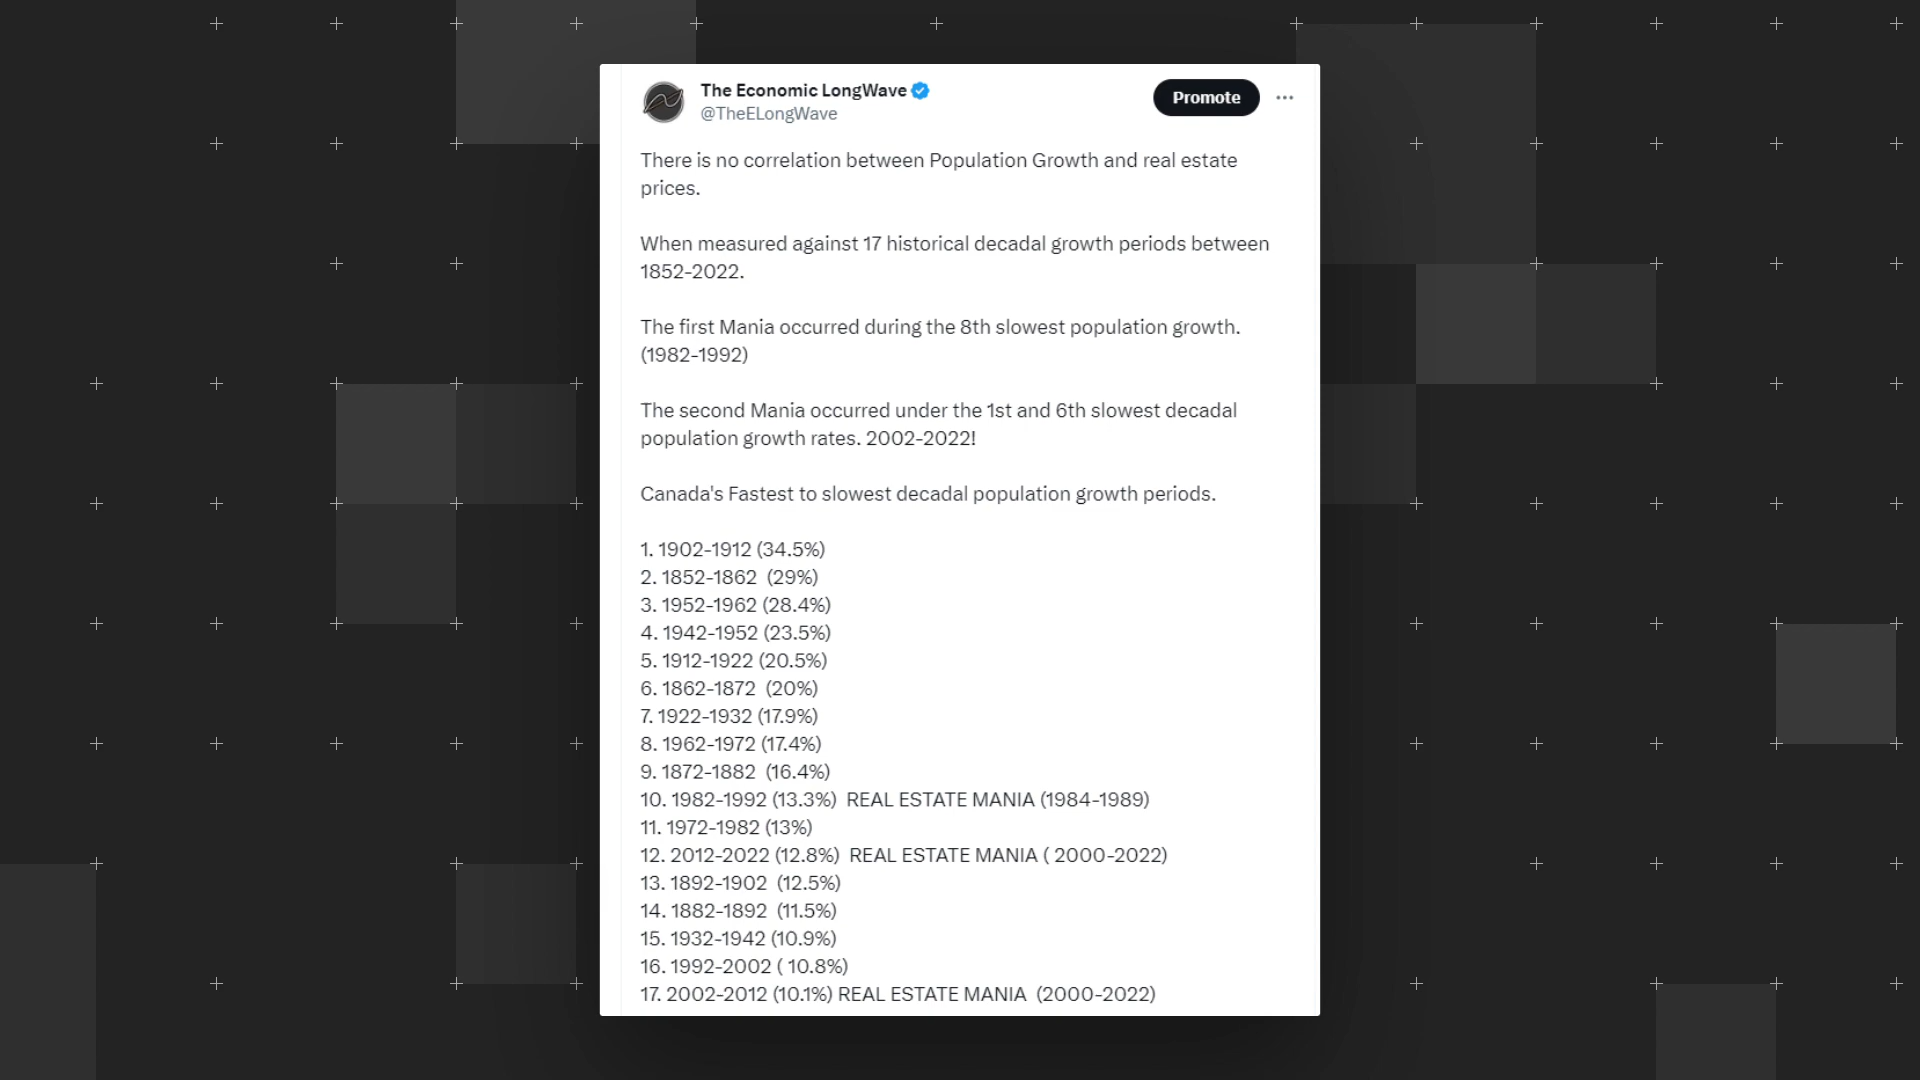 The Economic LongWave
@TheELongWave
Promote
There is no correlation between Population Growth and real estate
prices.
When measured against 17 historical decadal growth periods between
1852-2022.
The first Mania occurred during the 8th slowest population growth.
(1982-1992)
The second Mania occurred under the 1st and 6th slowest decadal
population growth rates. 2002-2022!
Canada's Fastest to slowest decadal population growth periods.
1. 1902-1912 (34.5%)
2. 1852-1862 (29%)
3. 1952-1962 (28.4%)
4. 1942-1952 (23.5%)
5. 1912-1922 (20.5%)
6. 1862-1872 (20%)
7. 1922-1932 (17.9%)
8. 1962-1972 (17.4%)
9. 1872-1882 (16.4%)
10. 1982-1992 (13.3%) REAL ESTATE MANIA (1984-1989)
11. 1972-1982 (13%)
12. 2012-2022 (12.8%) REAL ESTATE MANIA ( 2000-2022)
13. 1892-1902 (12.5%)
14. 1882-1892 (11.5%)
15. 1932-1942 (10.9%)
16. 1992-2002 ( 10.8%)
17. 2002-2012 (10.1%) REAL ESTATE MANIA (2000-2022)